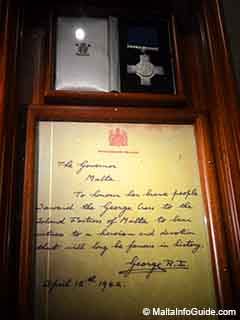 The Governor
Malta.
To honour her brave people
I award the George Cross to the
Island Fortress of Malta to bear
witness to a heroism and devotion
that will long be famous in history.
George R.I.
April 15th 1942.
© MaltaInfoGuide.com